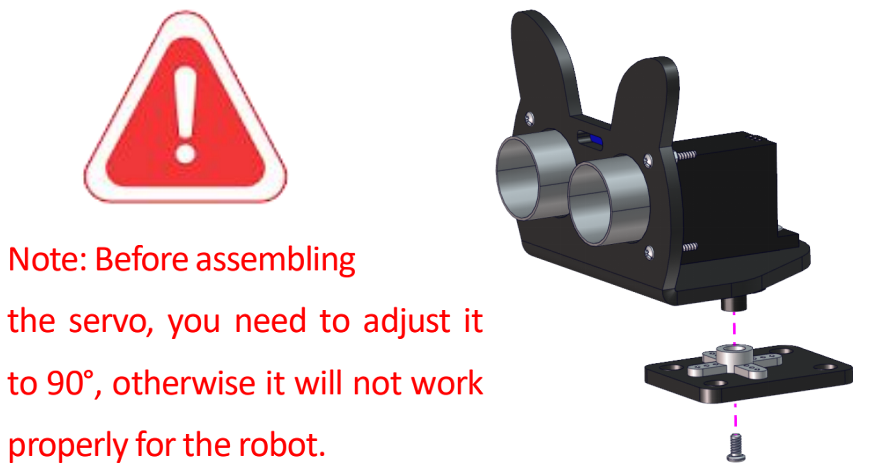 Note: Before assembling
the servo, you need to adjust it
to 90°, otherwise it will not work
properly for the robot.